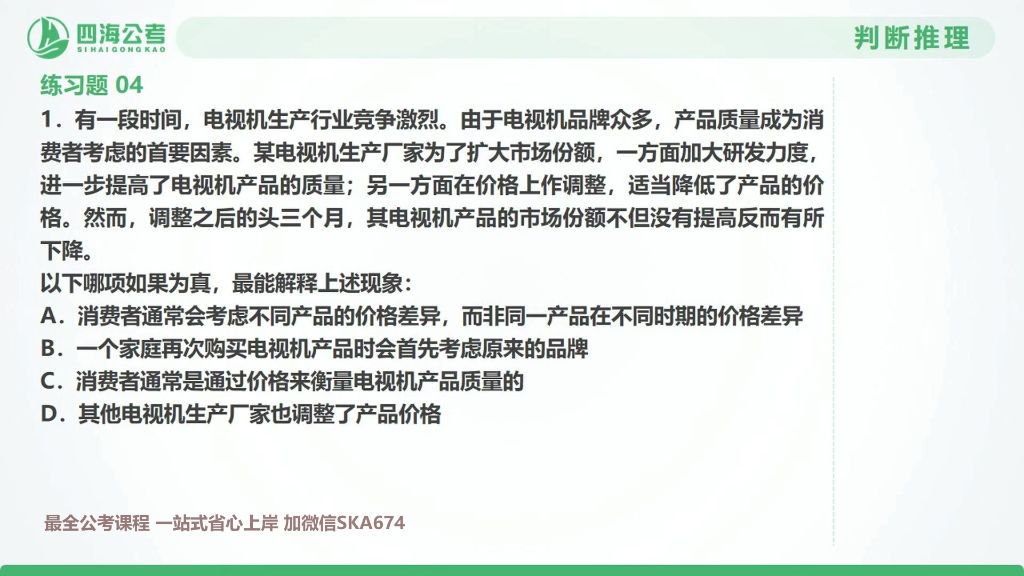 四海公考
SIHAIGONGKAO
判断推理
练习题 04
1．有一段时间，电视机生产行业竞争激烈。由于电视机品牌众多，产品质量成为消
费者考虑的首要因素。某电视机生产厂家为了扩大市场份额，一方面加大研发力度，
进一步提高了电视机产品的质量；另一方面在价格上作调整，适当降低了产品的价
格。然而，调整之后的头三个月，其电视机产品的市场份额不但没有提高反而有所
下降。
以下哪项如果为真，最能解释上述现象：
A．消费者通常会考虑不同产品的价格差异，而非同一产品在不同时期的价格差异
B．一个家庭再次购买电视机产品时会首先考虑原来的品牌
C．消费者通常是通过价格来衡量电视机产品质量的
D．其他电视机生产厂家也调整了产品价格
最全公考课程 一站式省心上岸 加微信SKA674